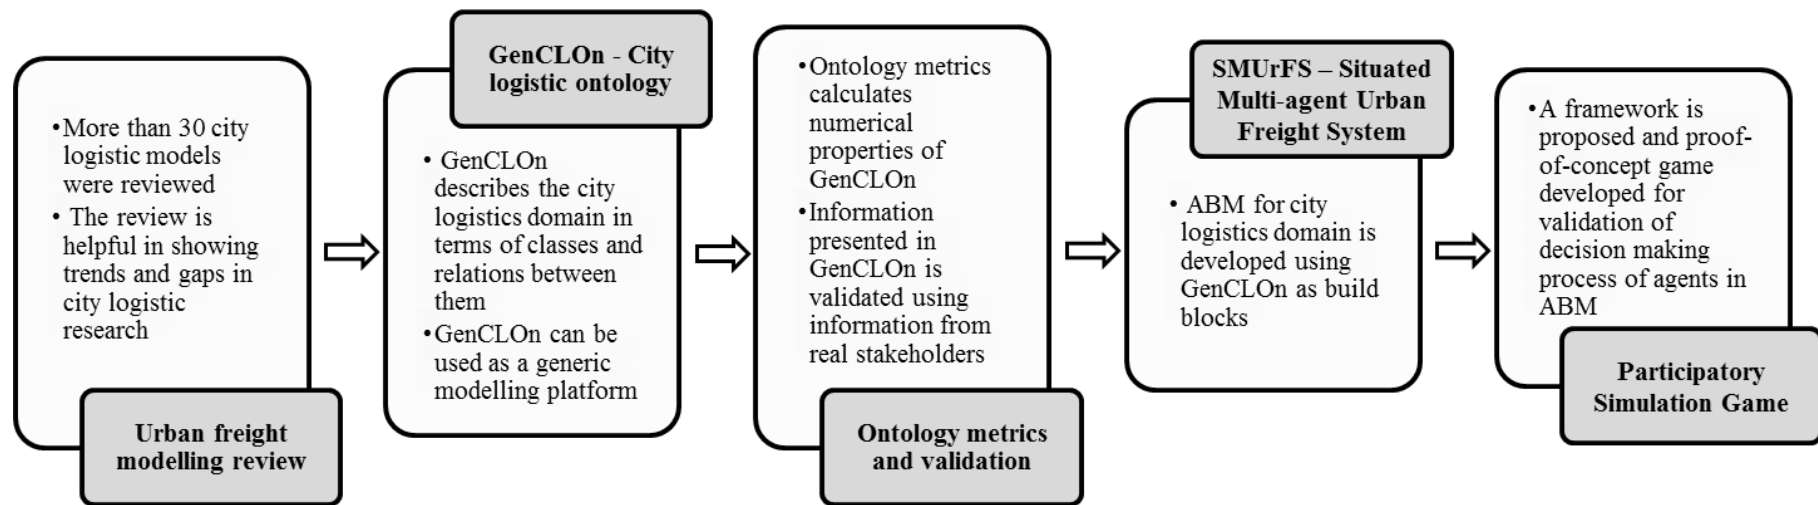 •More than 30 city
logistic models
were reviewed
• The review is
helpful in showing
trends and gaps in
city logistic
research
Urban freight
modelling review
GenCLOn - City
logistic ontology
• GenCLOn
describes the city
logistics domain in
terms of classes and
relations between
them
•GenCLOn can be
used as a generic
modelling platform
•Ontology metrics
calculates
numerical
properties of
GenCLOn
•Information
presented in
GenCLOn is
validated using
information from
real stakeholders
Ontology metrics
and validation
SMUrFS – Situated
Multi-agent Urban
Freight System
• ABM for city
logistics domain is
developed using
GenCLOn as build
blocks
• A framework is
proposed and proof-
of-concept game
developed for
validation of
decision making
process of agents in
ABM
Participatory
Simulation Game